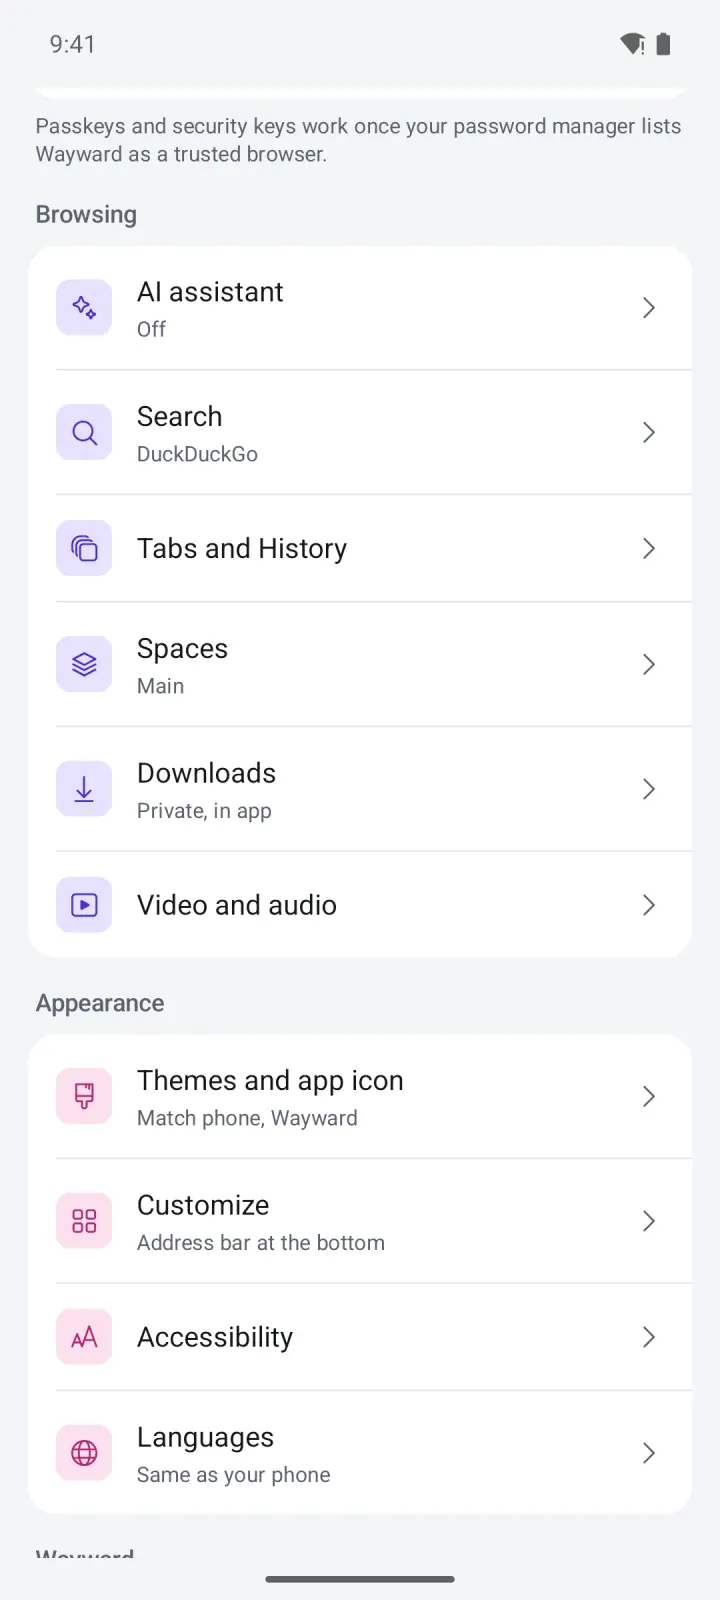 9:41
Passkeys and security keys work once your password manager lists
Wayward as a trusted browser.
Browsing
AI assistant
Off
Search
DuckDuckGo
Tabs and History
Spaces
Main
Downloads
Private, in app
Video and audio
Appearance
Themes and app icon
Match phone, Wayward
Customize
Address bar at the bottom
Accessibility
Languages
Same as your phone
Wayward